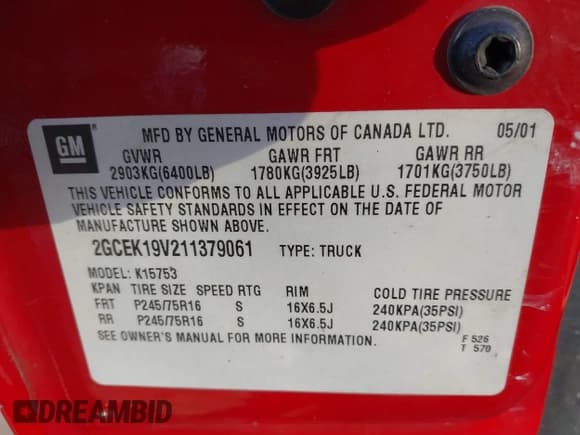 GM
MFD BY GENERAL MOTORS OF CANADA LTD. 05/01
GVWR GAWR FRT GAWR RR
2903KG(6400LB) 1780KG(3925LB) 1701KG(3750LB)
THIS VEHICLE CONFORMS TO ALL APPLICABLE U.S. FEDERAL MOTOR
VEHICLE SAFETY STANDARDS IN EFFECT ON THE DATE OF
MANUFACTURE SHOWN ABOVE.
2GCEK19V211379061 TYPE: TRUCK
MODEL: K15753
KPAN TIRE SIZE SPEED RTG RIM COLD TIRE PRESSURE
FRT P245/75R16 S 16X6.5J 240KPA(35PSI)
RR P245/75R16 S 16X6.5J 240KPA(35PSI)
SEE OWNER'S MANUAL FOR MORE INFORMATION.
F 526
T 570
DREAMBID